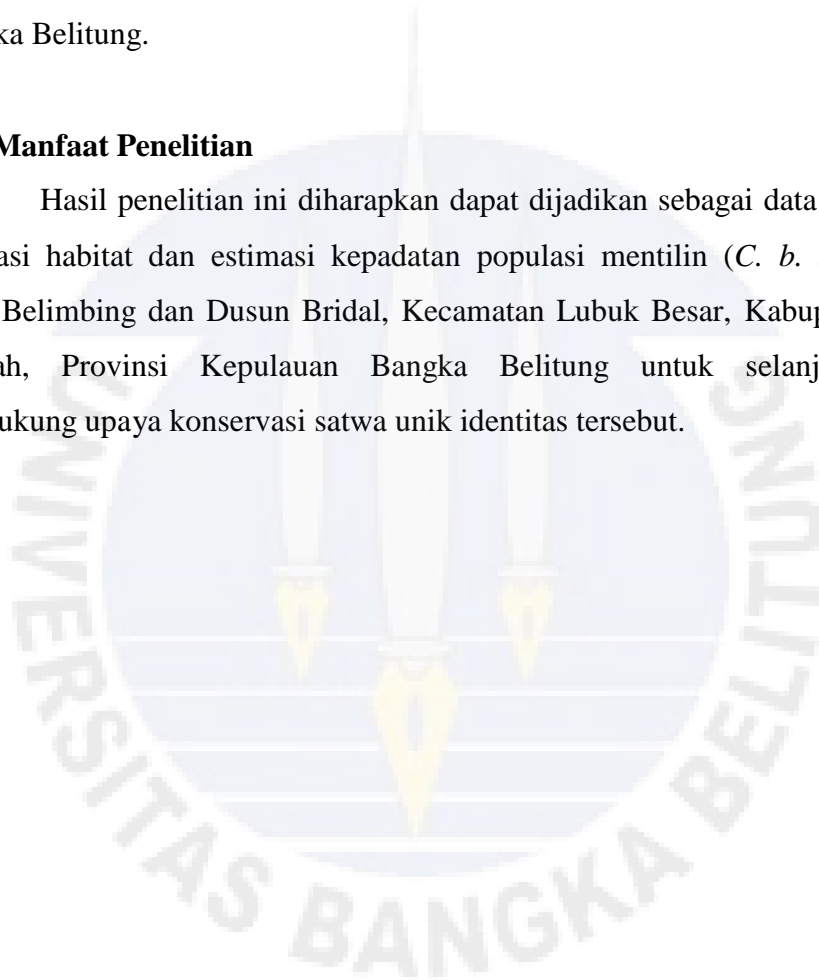 ka Belitung.
Manfaat Penelitian
Hasil penelitian ini diharapkan dapat dijadikan sebagai data
asi habitat dan estimasi kepadatan populasi mentilin (C. b.
Belimbing dan Dusun Bridal, Kecamatan Lubuk Besar, Kabup
ah, Provinsi Kepulauan Bangka Belitung untuk selanj
ukung upaya konservasi satwa unik identitas tersebut.
UNIVERSITAS BANGKA BELITUNG